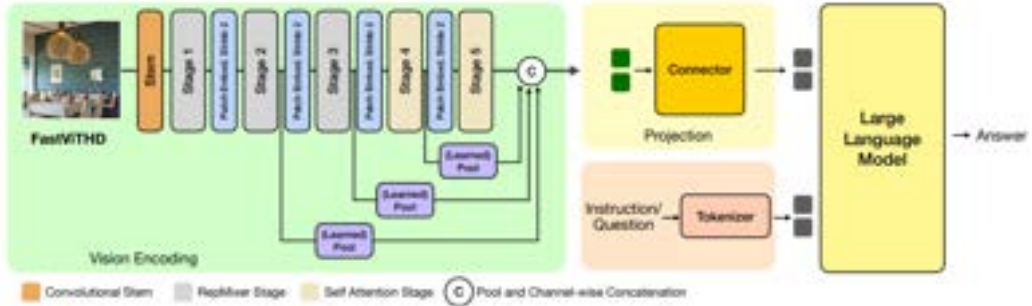 Stem
Stage 1
Patch Embed. Stride 2
Stage 2
Patch Embed. Stride 2
Stage 3
Patch Embed. Stride 2
Stage 4
Patch Embed. Stride 2
Stage 5
C
FastViTHD
(Learned)
Pool
(Learned)
Pool
(Learned)
Pool
Vision Encoding
Connector
Projection
Instruction/
Question
Tokenizer
Large
Language
Model
Answer
Convolutional Stem
RepMixer Stage
Self Attention Stage
C
Pool and Channel-wise Concatenation